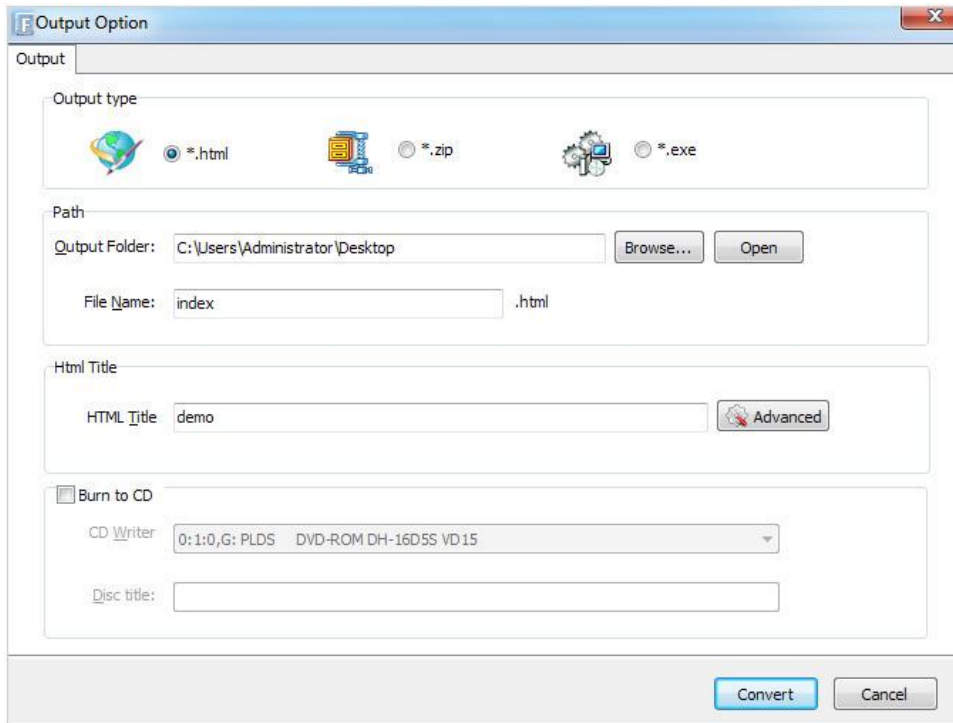 Output Option
Output
Output type
*.html
*.zip
*.exe
Path
Output Folder: C:\Users\Administrator\Desktop Browse... Open
File Name: index .html
Html Title
HTML Title demo Advanced
Burn to CD
CD Writer 0:1:0,G: PLDS DVD-ROM DH-16D5S VD15
Disc title:
Convert Cancel